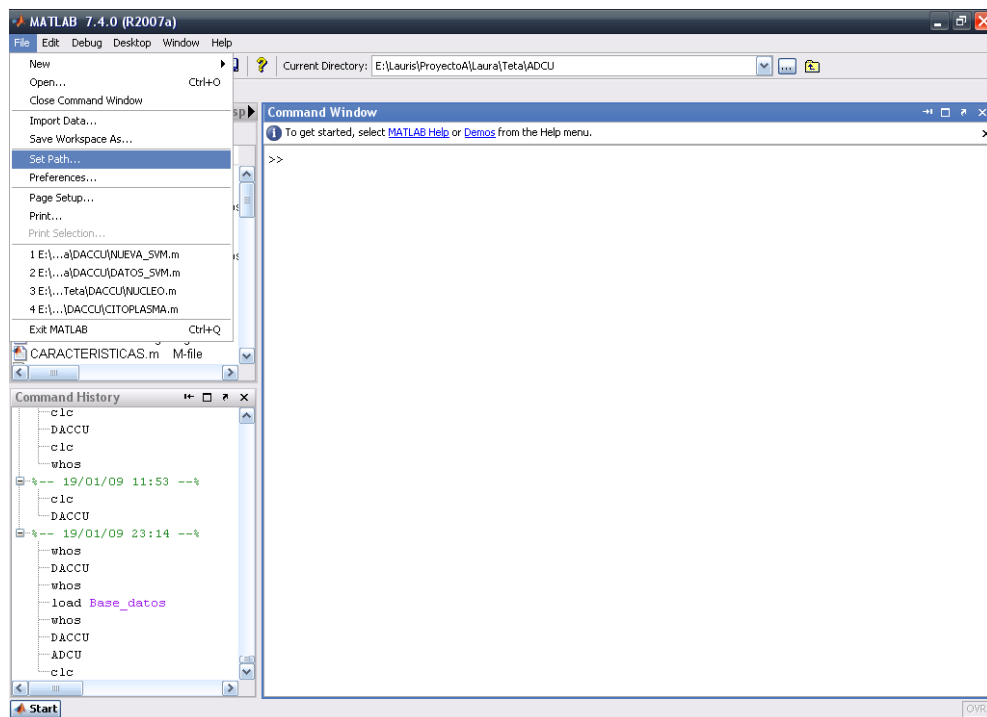 MATLAB 7.4.0 (R2007a)
File Edit Debug Desktop Window Help
Current Directory: E:\Lauris\ProyectoA\Laura\Teta\ADCU
New
Open... Ctrl+O
Close Command Window
Import Data...
Save Workspace As...
Set Path...
Preferences...
Page Setup...
Print...
Print Selection...
1 E:\...a\DACCU\NUEVA_SVM.m
2 E:\...a\DACCU\DATOS_SVM.m
3 E:\...Teta\DACCU\NUCLEO.m
4 E:\...\DACCU\CITOPLASMA.m
Exit MATLAB Ctrl+Q
CARACTERISTICAS.m M-file
Command Window
To get started, select MATLAB Help or Demos from the Help menu.
>>
Command History
clc
DACCU
clc
whos
%-- 19/01/09 11:53 --%
clc
DACCU
%-- 19/01/09 23:14 --%
whos
DACCU
whos
load Base_datos
whos
DACCU
ADCU
clc
Start
OVR